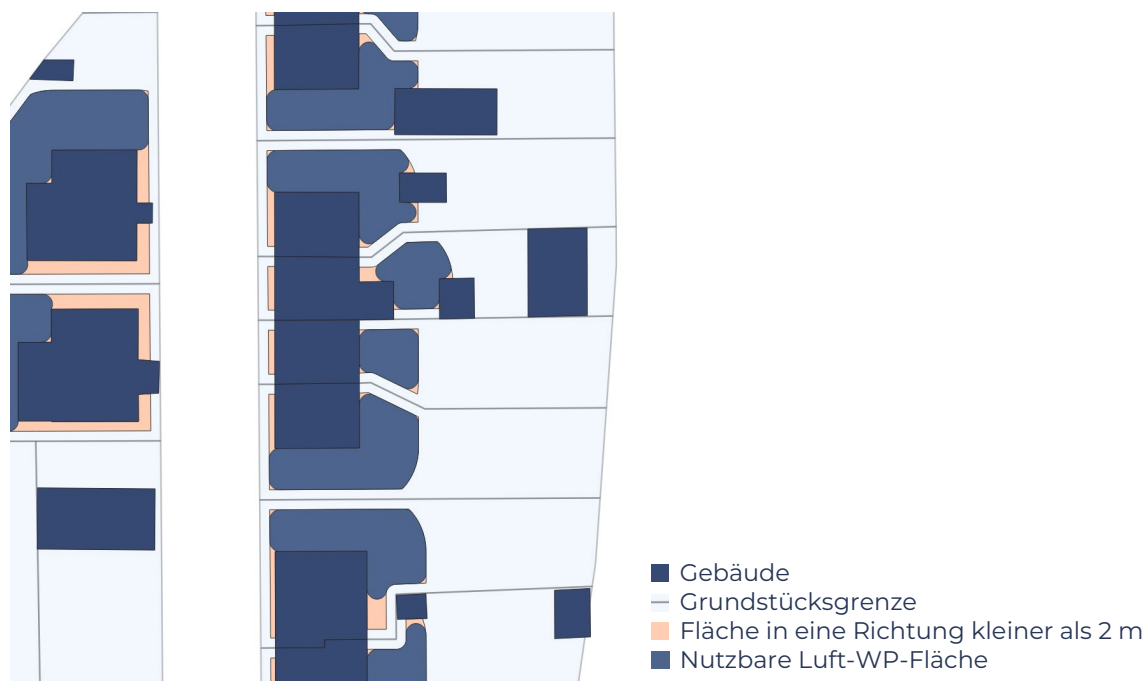 Gebäude
Grundstücksgrenze
Fläche in eine Richtung kleiner als 2 m
Nutzbare Luft-WP-Fläche